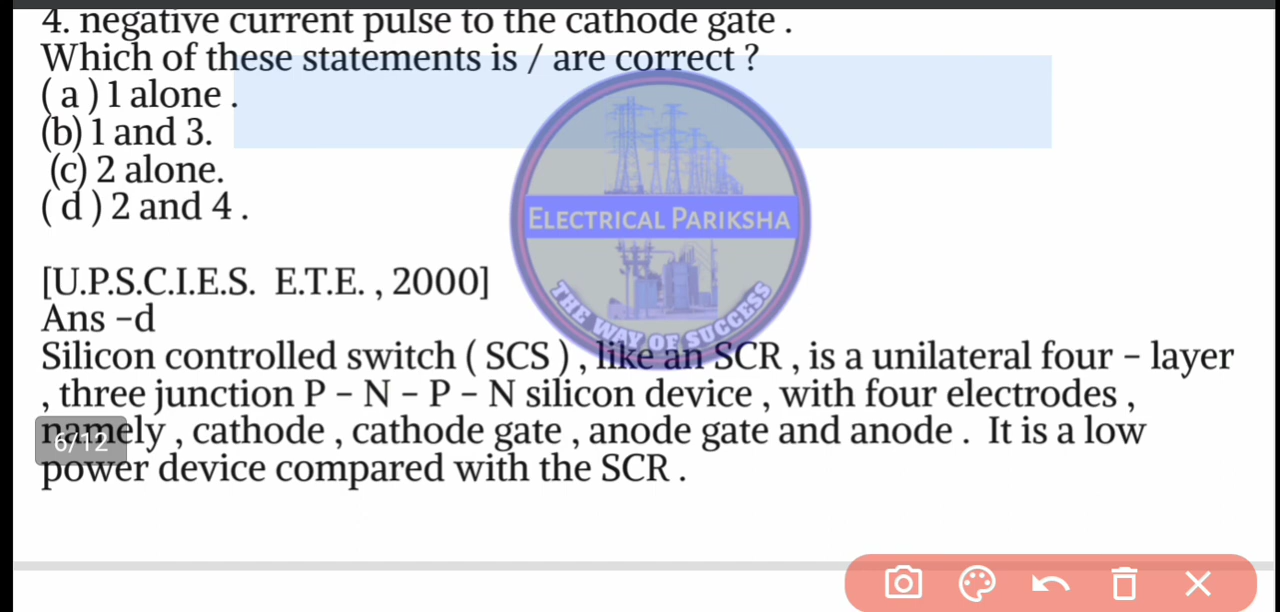 4. negative current pulse to the cathode gate .
Which of these statements is / are correct ?
( a ) 1 alone .
(b) 1 and 3.
(c) 2 alone.
( d ) 2 and 4 .
ELECTRICAL PARIKSHA
THE WAY OF SUCCESS
[U.P.S.C.I.E.S. E.T.E. , 2000]
Ans -d
Silicon controlled switch ( SCS ) , like an SCR , is a unilateral four - layer
, three junction P - N - P - N silicon device , with four electrodes ,
namely , cathode , cathode gate , anode gate and anode . It is a low
6/12
power device compared with the SCR .